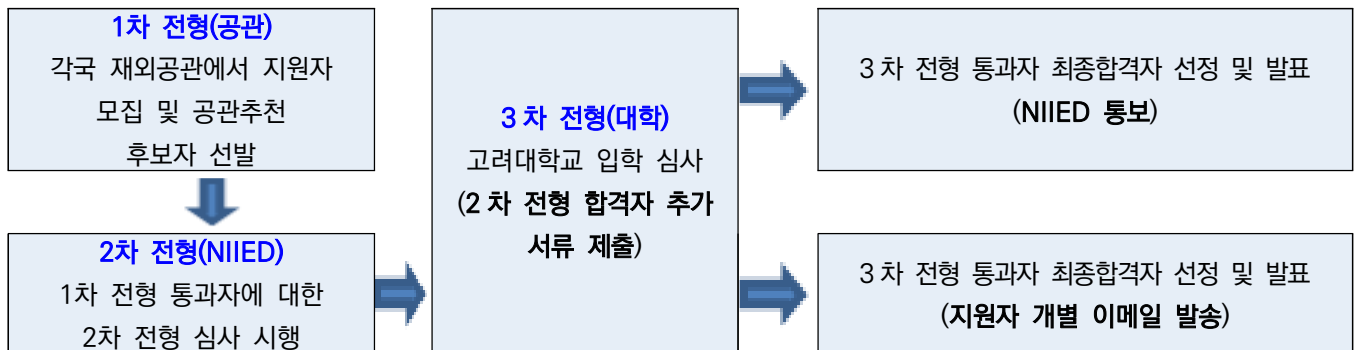 1차 전형(공관)
각국 재외공관에서 지원자
모집 및 공관추천
후보자 선발
2차 전형(NIIED)
1차 전형 통과자에 대한
2차 전형 심사 시행
3차 전형(대학)
고려대학교 입학 심사
(2차 전형 합격자 추가
서류 제출)
3차 전형 통과자 최종합격자 선정 및 발표
(NIIED 통보)
3차 전형 통과자 최종합격자 선정 및 발표
(지원자 개별 이메일 발송)